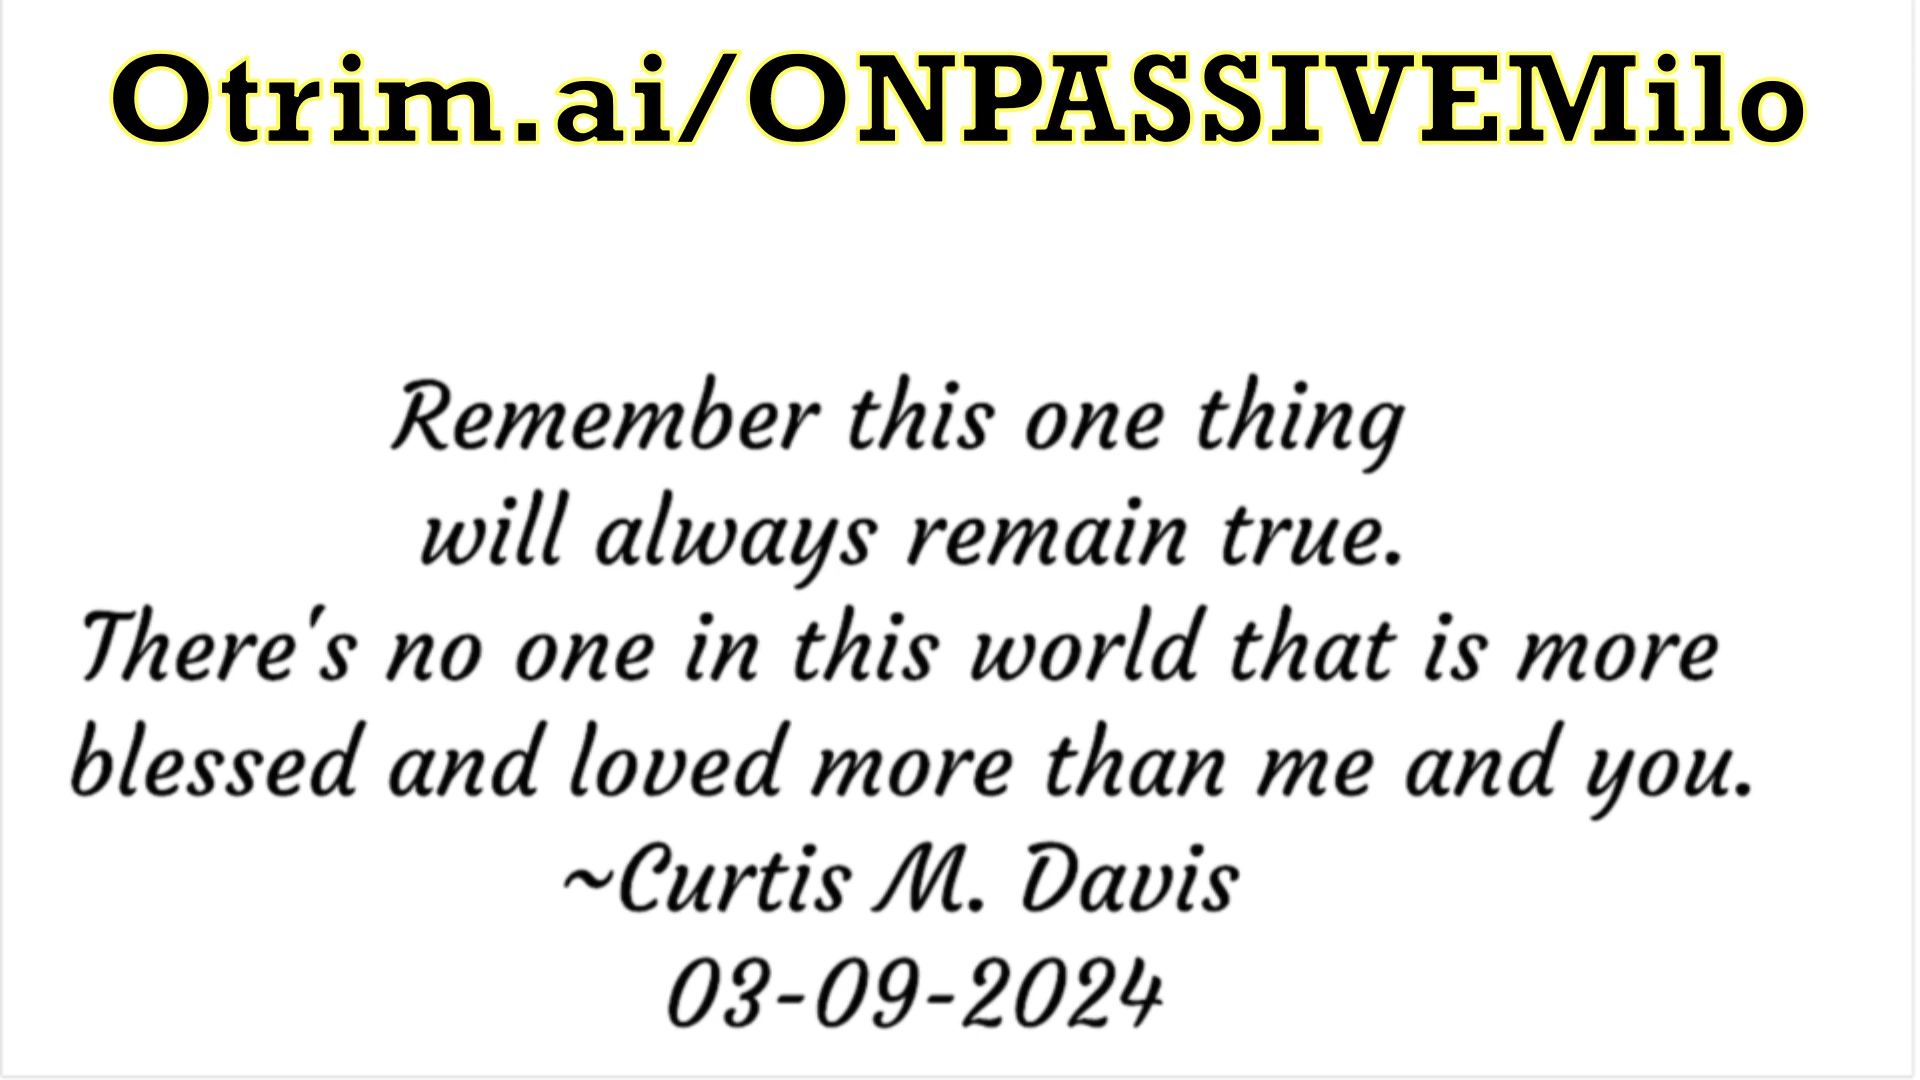 Otrim.ai/ONPASSIVEMilo
Remember this one thing
will always remain true.
There's no one in this world that is more
blessed and loved more than me and you.
~Curtis M. Davis
03-09-2024